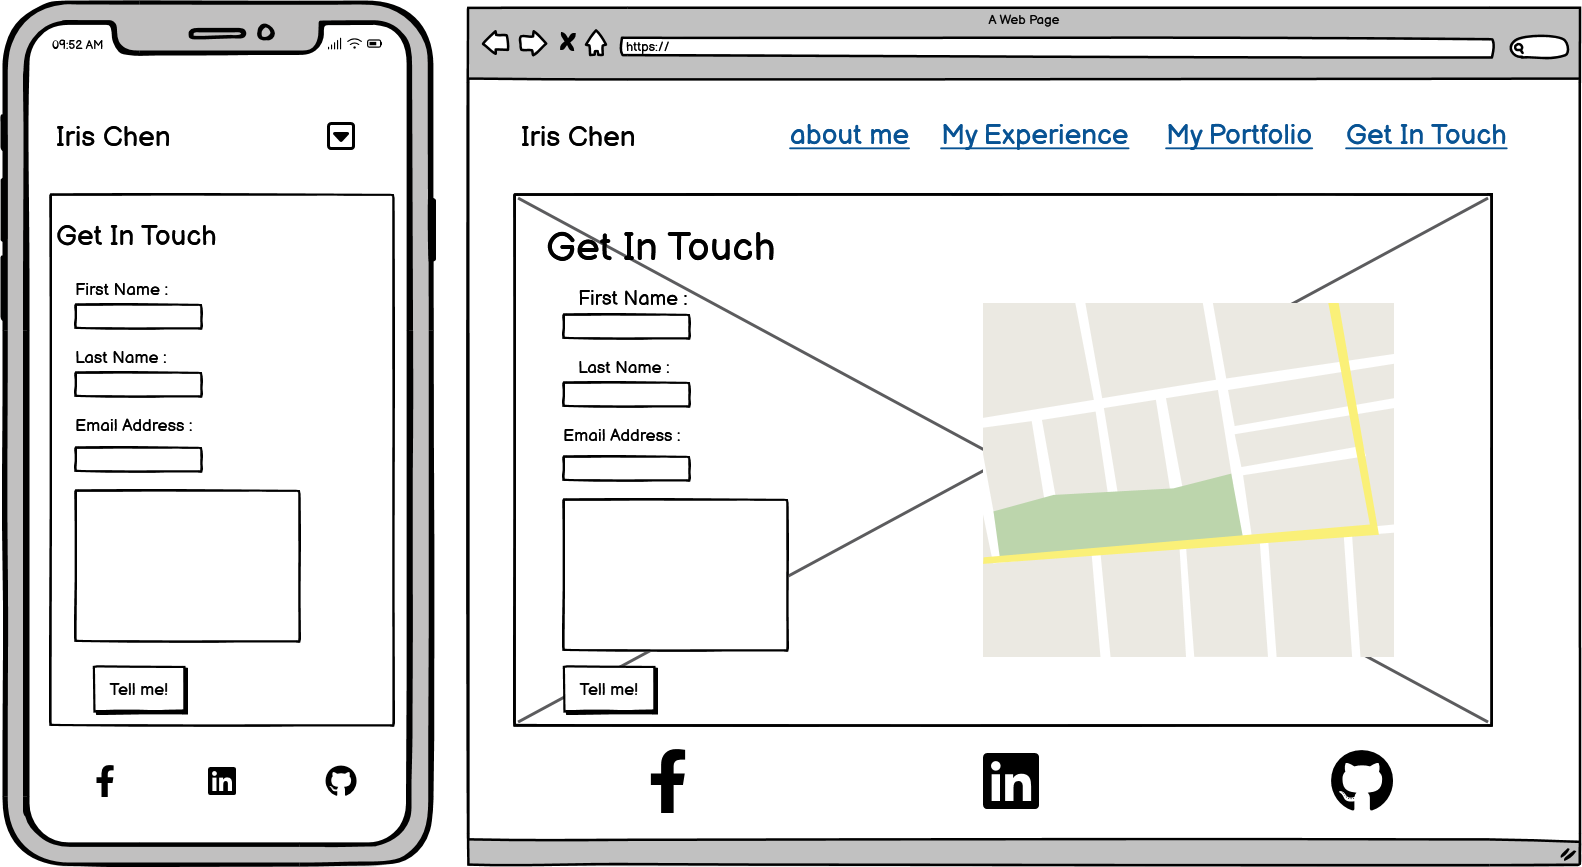 09:52 AM
Iris Chen
Get In Touch
First Name :
Last Name :
Email Address :
Tell me!
A Web Page
https://
Iris Chen
about me My Experience My Portfolio Get In Touch
Get In Touch
First Name :
Last Name :
Email Address :
Tell me!
in
in